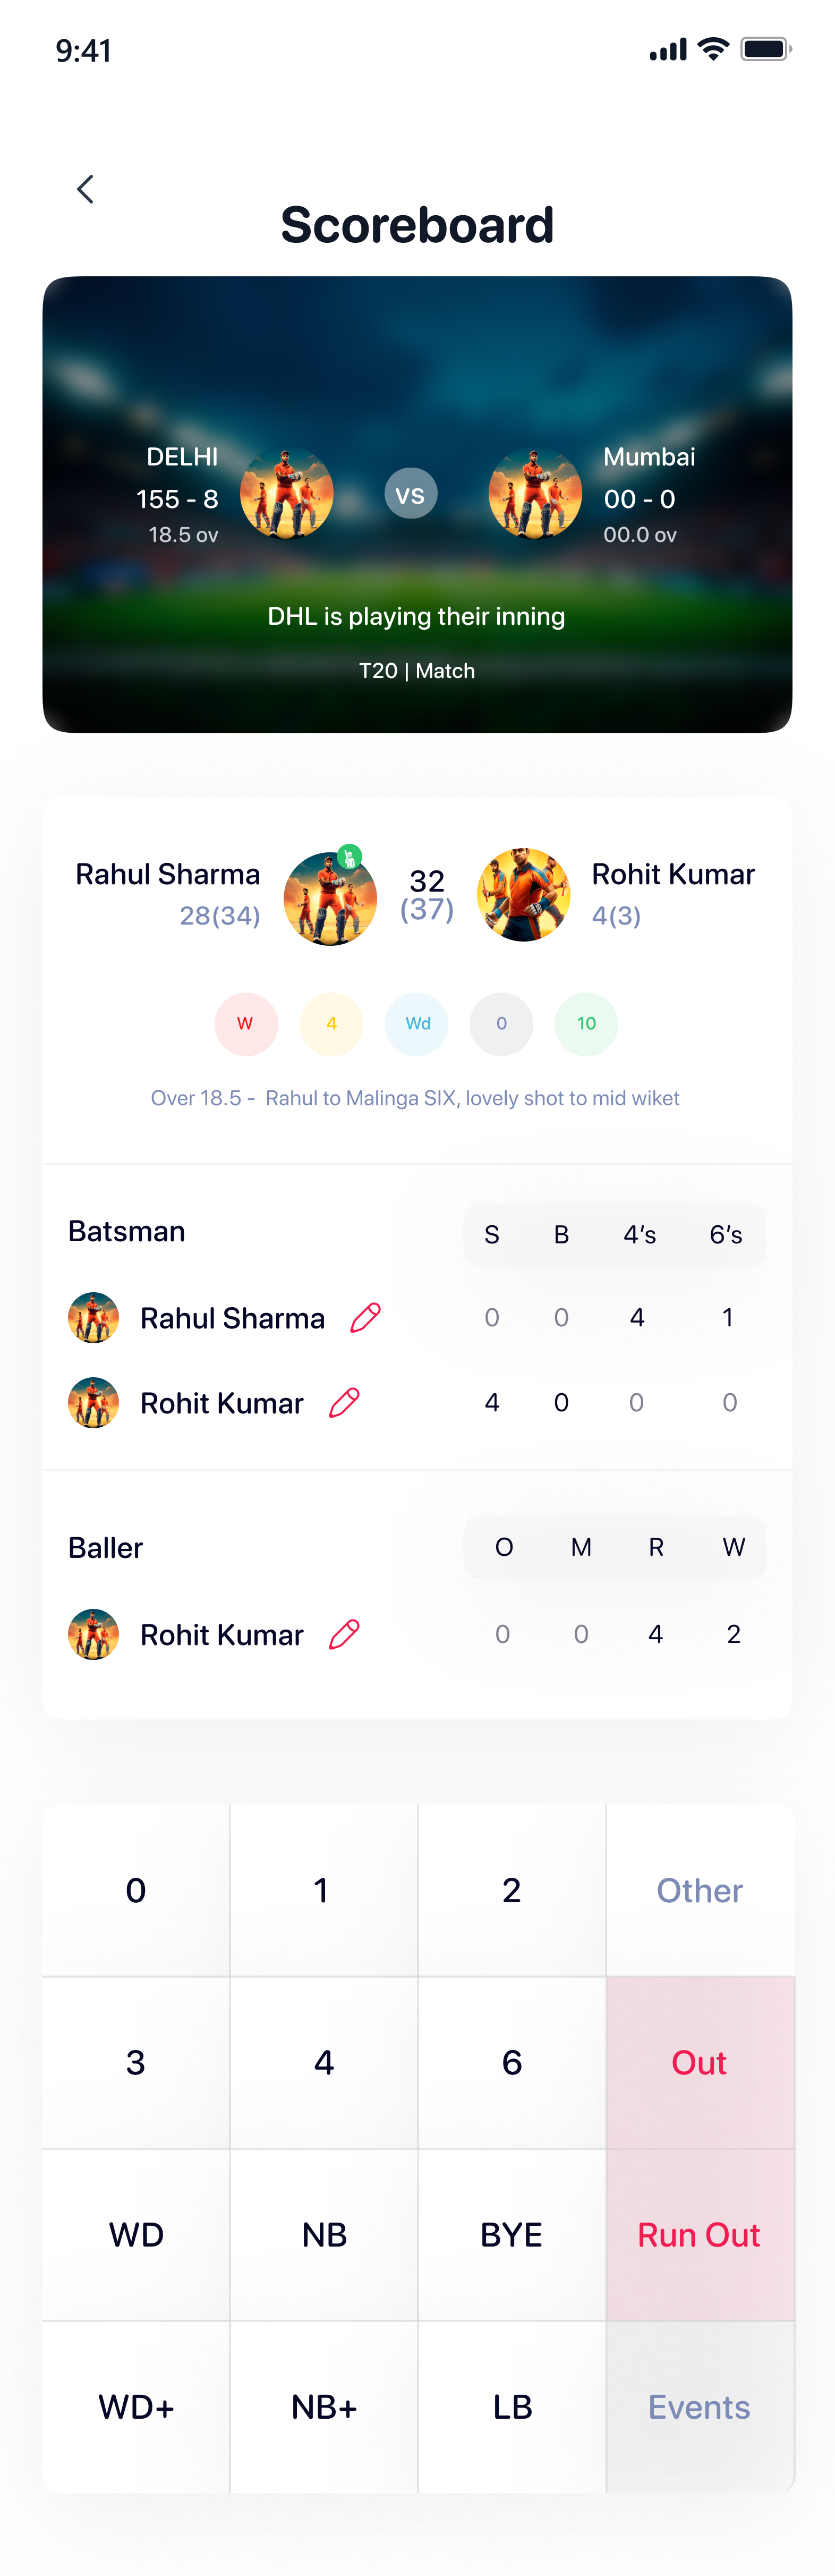 9:41
Scoreboard
DELHI
155 - 8
18.5 ov
VS
Mumbai
00 - 0
00.0 ov
DHL is playing their inning
T20 | Match
Rahul Sharma
28(34)
32
(37)
Rohit Kumar
4(3)
W 4 Wd 0 10
Over 18.5 - Rahul to Malinga SIX, lovely shot to mid wiket
Batsman S B 4’s 6’s
Rahul Sharma 0 0 4 1
Rohit Kumar 4 0 0 0
Baller O M R W
Rohit Kumar 0 0 4 2
0 1 2 Other
3 4 6 Out
WD NB BYE Run Out
WD+ NB+ LB Events